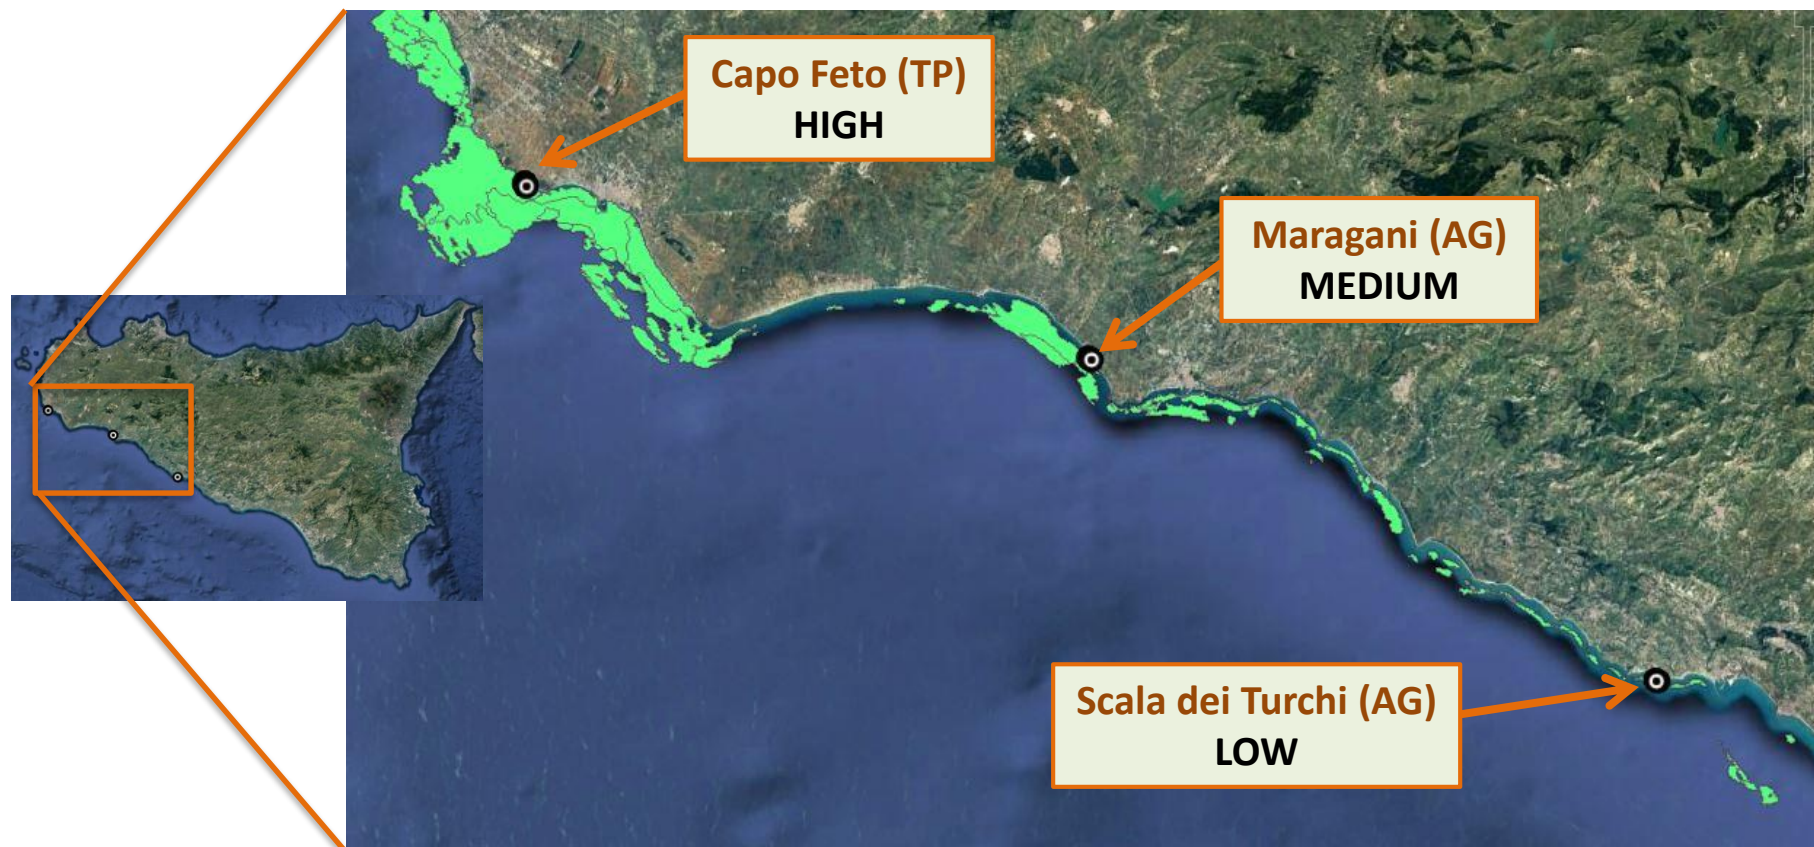 Capo Feto (TP)
HIGH
Maragani (AG)
MEDIUM
Scala dei Turchi (AG)
LOW